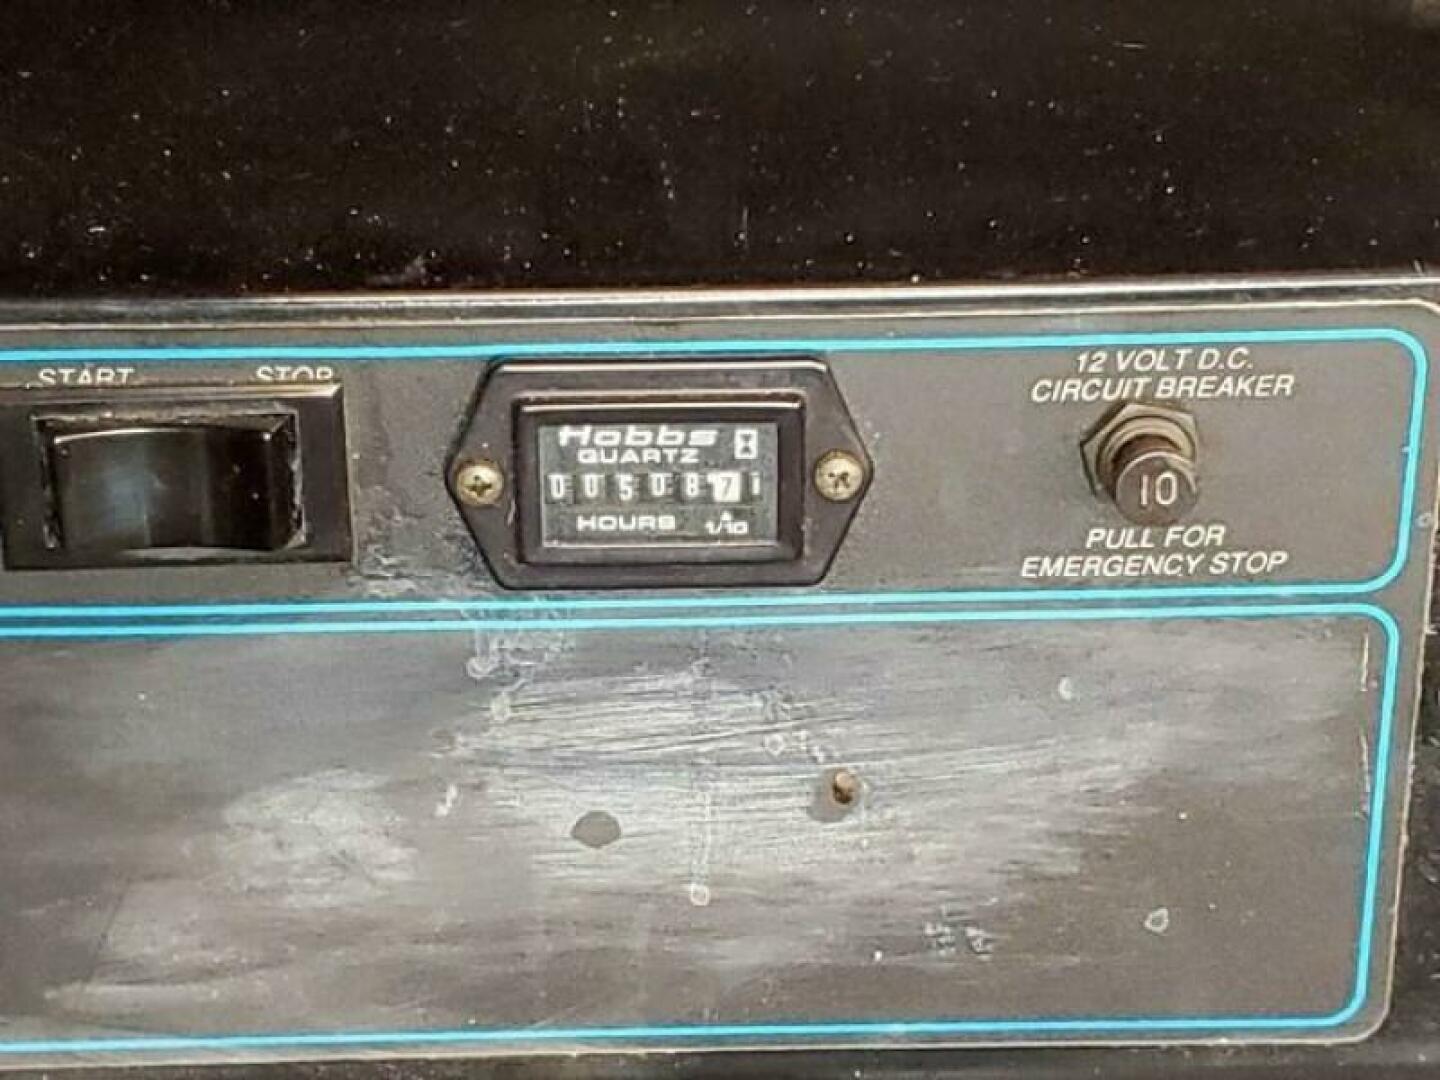 START STOP
Hobbs
QUARTZ
0050871
HOURS 1/10
12 VOLT D.C.
CIRCUIT BREAKER
10
PULL FOR
EMERGENCY STOP